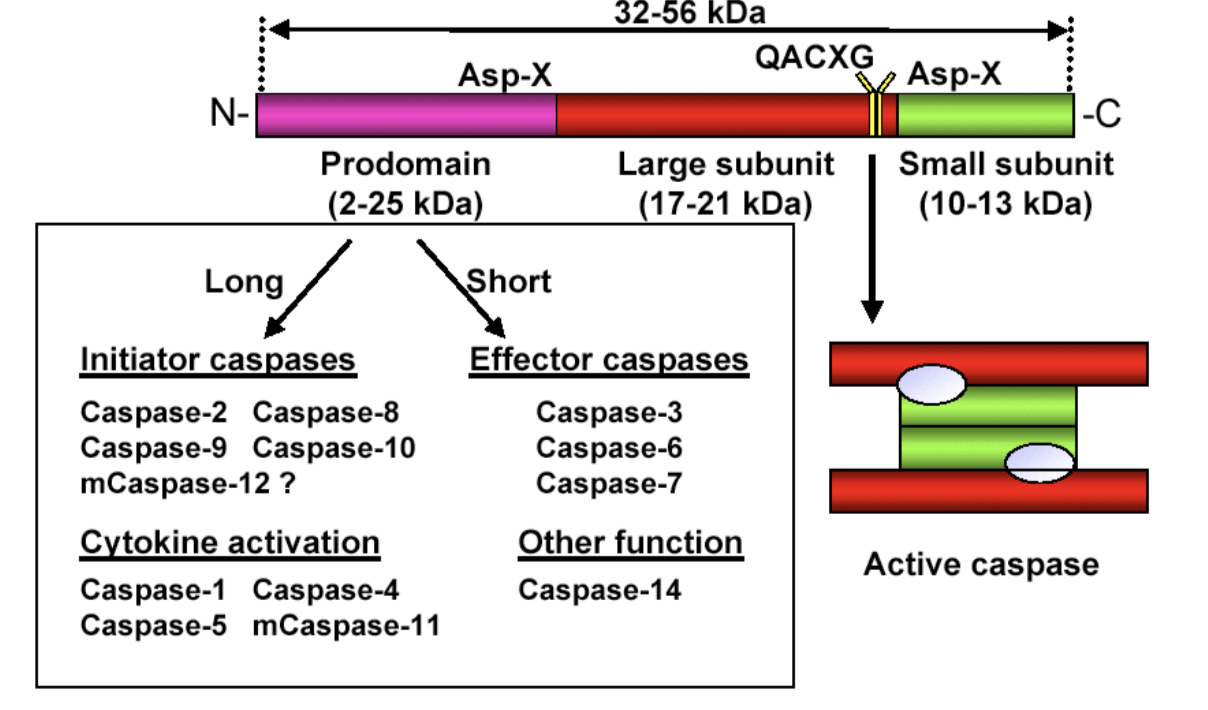 32-56 kDa
QACXG
Asp-X Asp-X
N- -C
Prodomain Large subunit Small subunit
(2-25 kDa) (17-21 kDa) (10-13 kDa)
Long Short
Initiator caspases Effector caspases
Caspase-2 Caspase-8 Caspase-3
Caspase-9 Caspase-10 Caspase-6
mCaspase-12 ? Caspase-7
Cytokine activation Other function
Active caspase
Caspase-1 Caspase-4 Caspase-14
Caspase-5 mCaspase-11